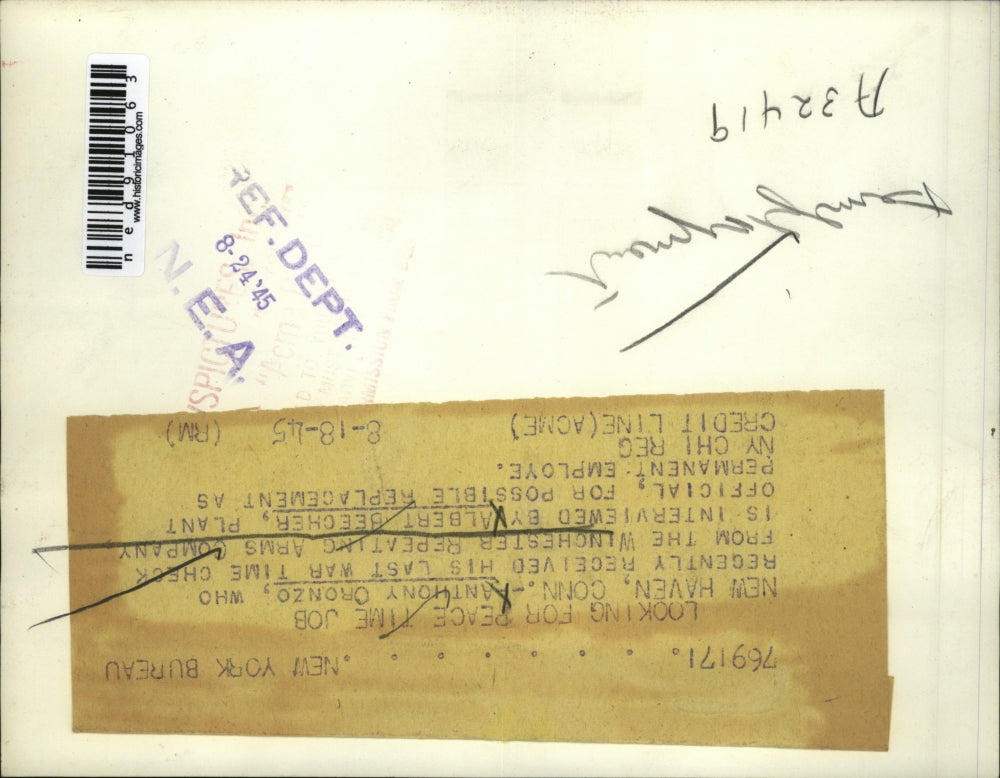 769171. . . . . . . .NEW YORK BUREAU
LOOKING FOR PEACE TIME JOB
NEW HAVEN, CONN.--ANTHONY ORONZO, WHO
RECENTLY RECEIVED HIS LAST WAR TIME CHECK
FROM THE WINCHESTER REPEATING ARMS COMPANY
IS INTERVIEWED BY ALBERT BEECHER, PLANT
OFFICIAL, FOR POSSIBLE REPLACEMENT AS
PERMANENT EMPLOYE.
NY CHI REG
CREDIT LINE(ACME) 8-18-45 (RM)
A32419
REF. DEPT.
8-24'45
N. E. A.
ned91063
www.historicimages.com